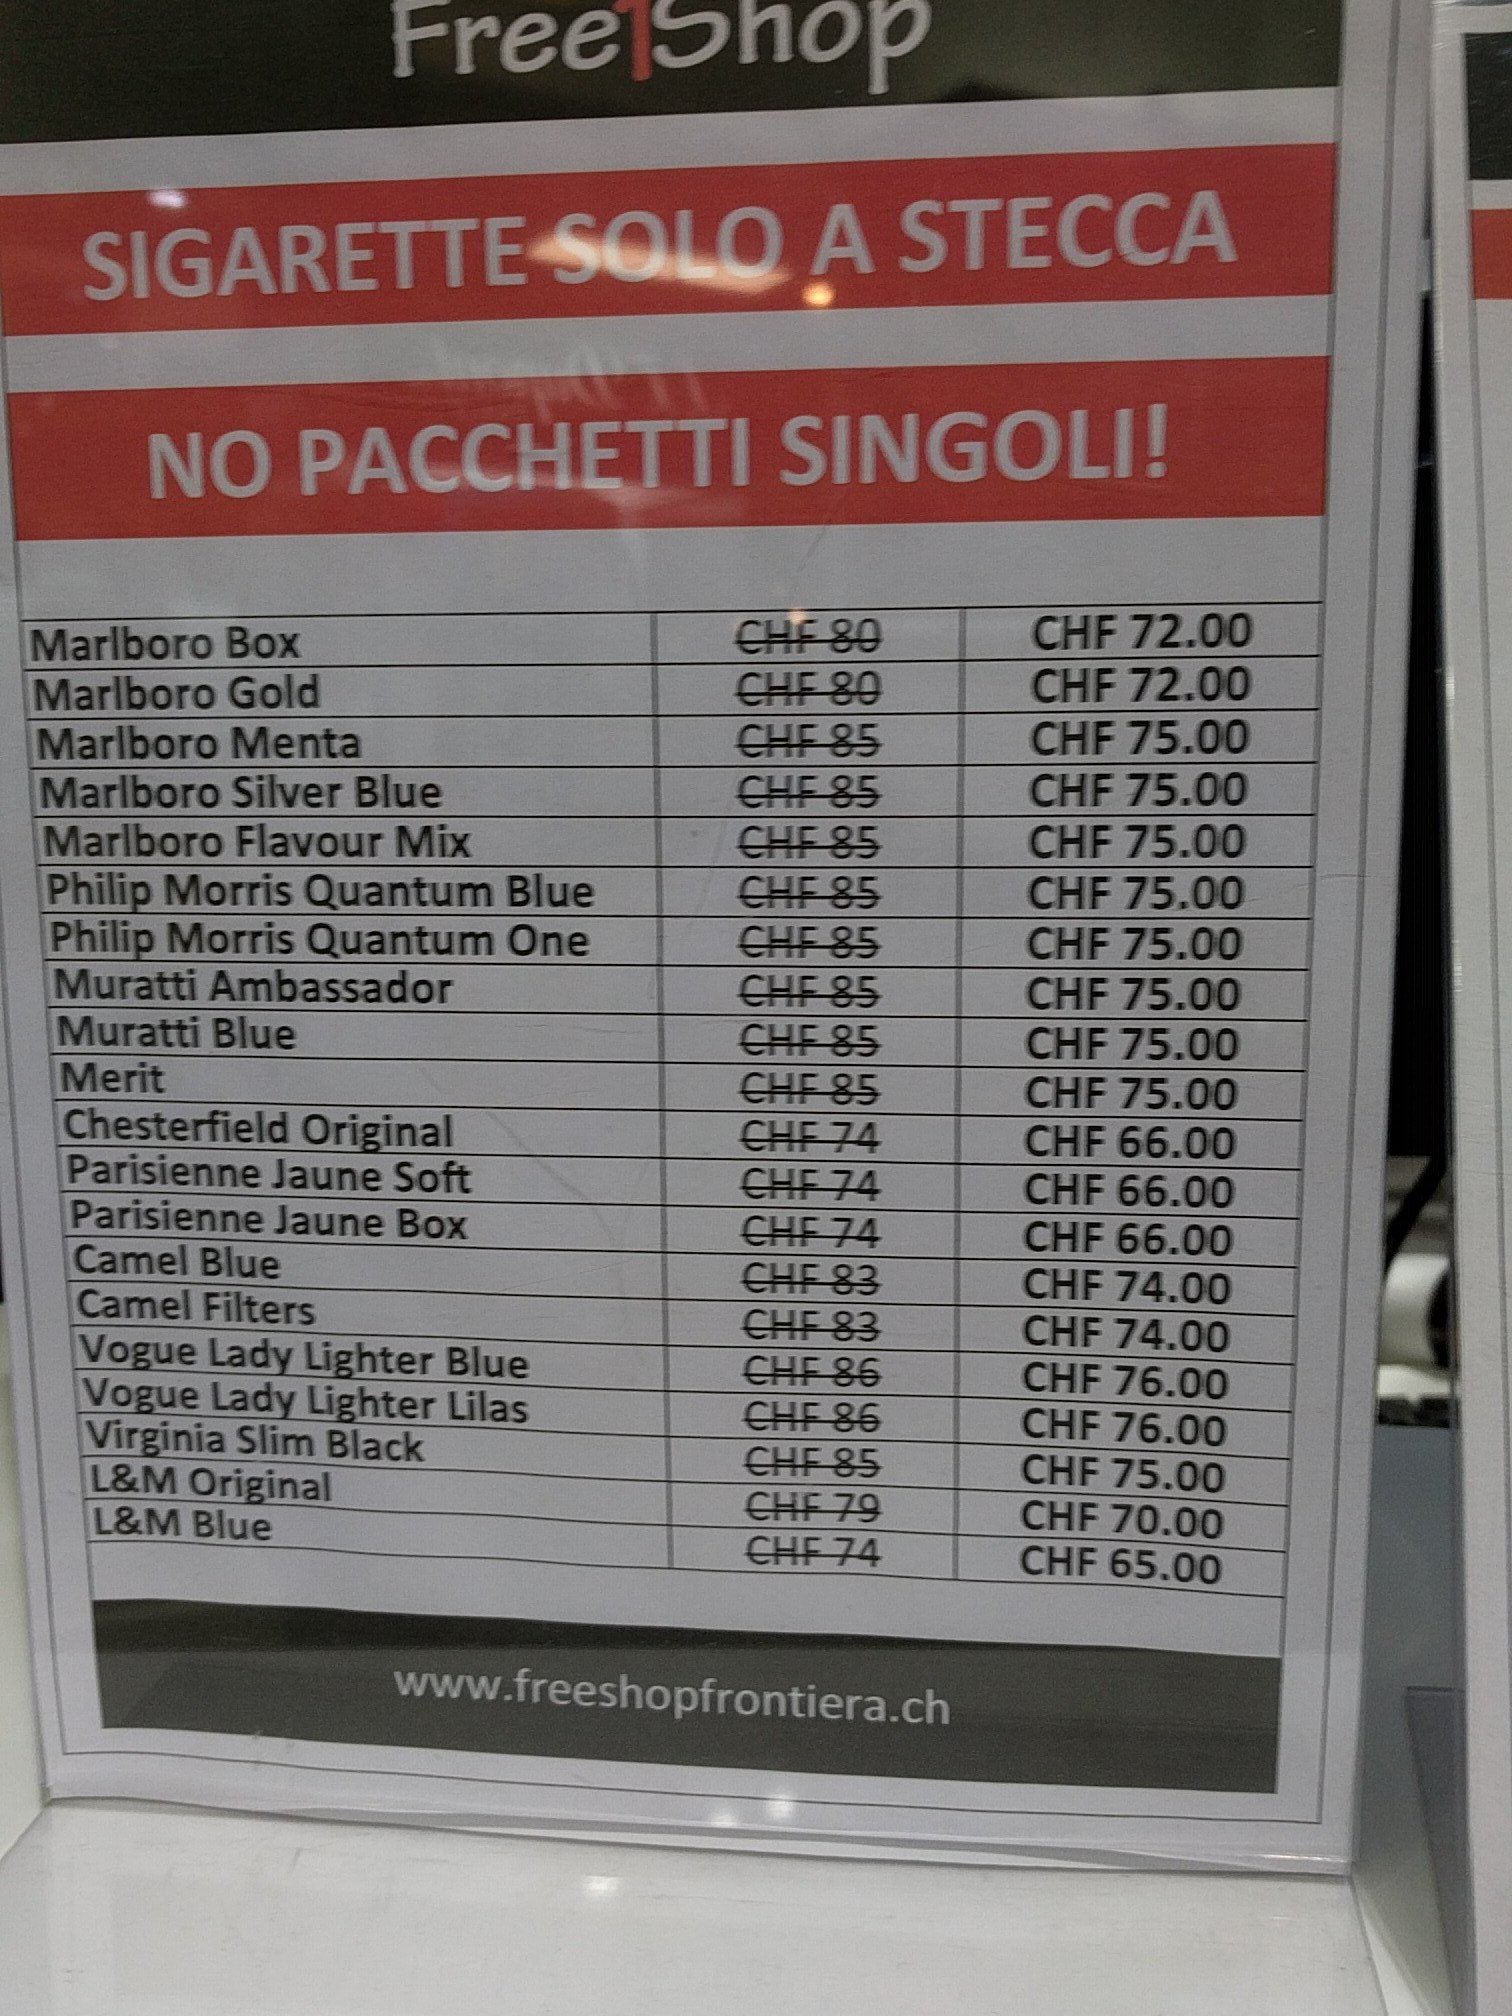 Free1Shop
SIGARETTE SOLO A STECCA
NO PACCHETTI SINGOLI!
Marlboro Box CHF 80 CHF 72.00
Marlboro Gold CHF 80 CHF 72.00
Marlboro Menta CHF 85 CHF 75.00
Marlboro Silver Blue CHF 85 CHF 75.00
Marlboro Flavour Mix CHF 85 CHF 75.00
Philip Morris Quantum Blue CHF 85 CHF 75.00
Philip Morris Quantum One CHF 85 CHF 75.00
Muratti Ambassador CHF 85 CHF 75.00
Muratti Blue CHF 85 CHF 75.00
Merit CHF 85 CHF 75.00
Chesterfield Original CHF 74 CHF 66.00
Parisienne Jaune Soft CHF 74 CHF 66.00
Parisienne Jaune Box CHF 74 CHF 66.00
Camel Blue CHF 83 CHF 74.00
Camel Filters CHF 83 CHF 74.00
Vogue Lady Lighter Blue CHF 86 CHF 76.00
Vogue Lady Lighter Lilas CHF 86 CHF 76.00
Virginia Slim Black CHF 85 CHF 75.00
L&M Original CHF 79 CHF 70.00
L&M Blue CHF 74 CHF 65.00
www.freeshopfrontiera.ch